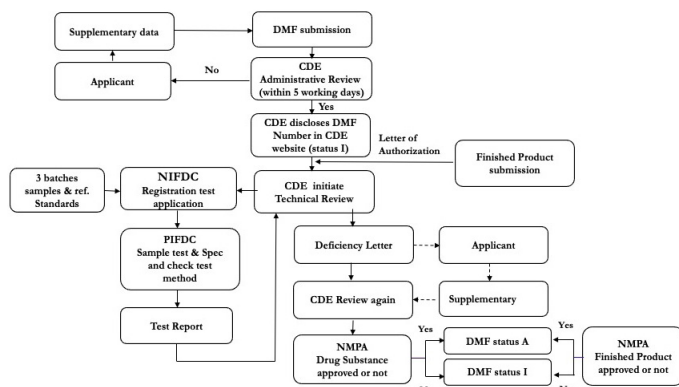 Supplementary data
DMF submission
Applicant
No
CDE
Administrative Review
(within 5 working days)
Yes
CDE discloses DMF
Number in CDE
website (status I)
Letter of
Authorization
Finished Product
submission
3 batches
samples & ref.
Standards
NIFDC
Registration test
application
CDE initiate
Technical Review
PIFDC
Sample test & Spec
and check test
method
Deficiency Letter
Applicant
CDE Review again
Supplementary
Test Report
NMPA
Drug Substance
approved or not
Yes
DMF status A
Yes
DMF status I
NMPA
Finished Product
approved or not